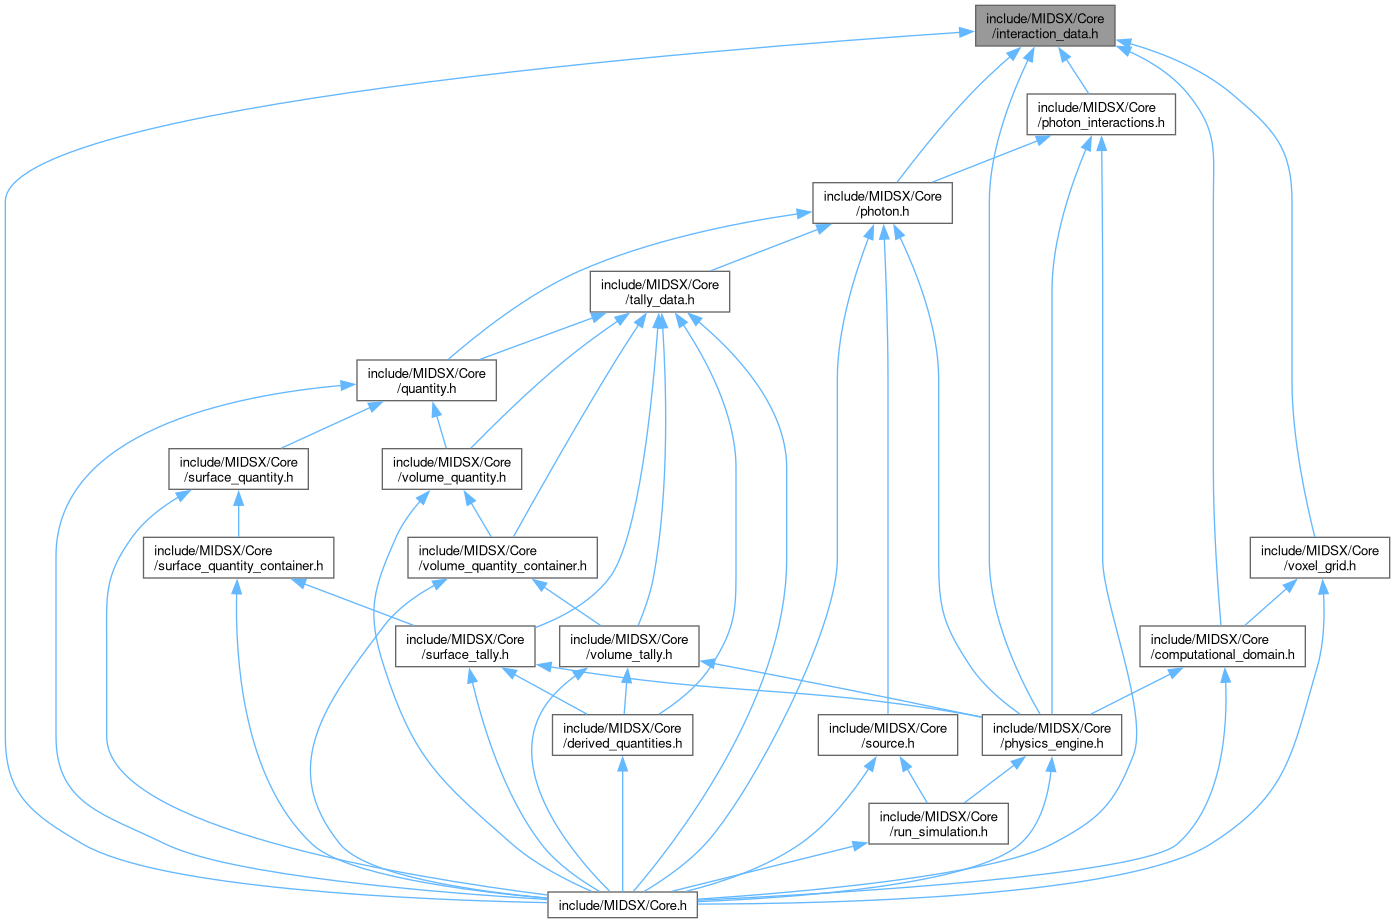 include/MIDSX/Core
/interaction_data.h
include/MIDSX/Core
/photon_interactions.h
include/MIDSX/Core
/photon.h
include/MIDSX/Core
/tally_data.h
include/MIDSX/Core
/quantity.h
include/MIDSX/Core
/surface_quantity.h
include/MIDSX/Core
/volume_quantity.h
include/MIDSX/Core
/surface_quantity_container.h
include/MIDSX/Core
/volume_quantity_container.h
include/MIDSX/Core
/voxel_grid.h
include/MIDSX/Core
/surface_tally.h
include/MIDSX/Core
/volume_tally.h
include/MIDSX/Core
/computational_domain.h
include/MIDSX/Core
/derived_quantities.h
include/MIDSX/Core
/source.h
include/MIDSX/Core
/physics_engine.h
include/MIDSX/Core
/run_simulation.h
include/MIDSX/Core.h